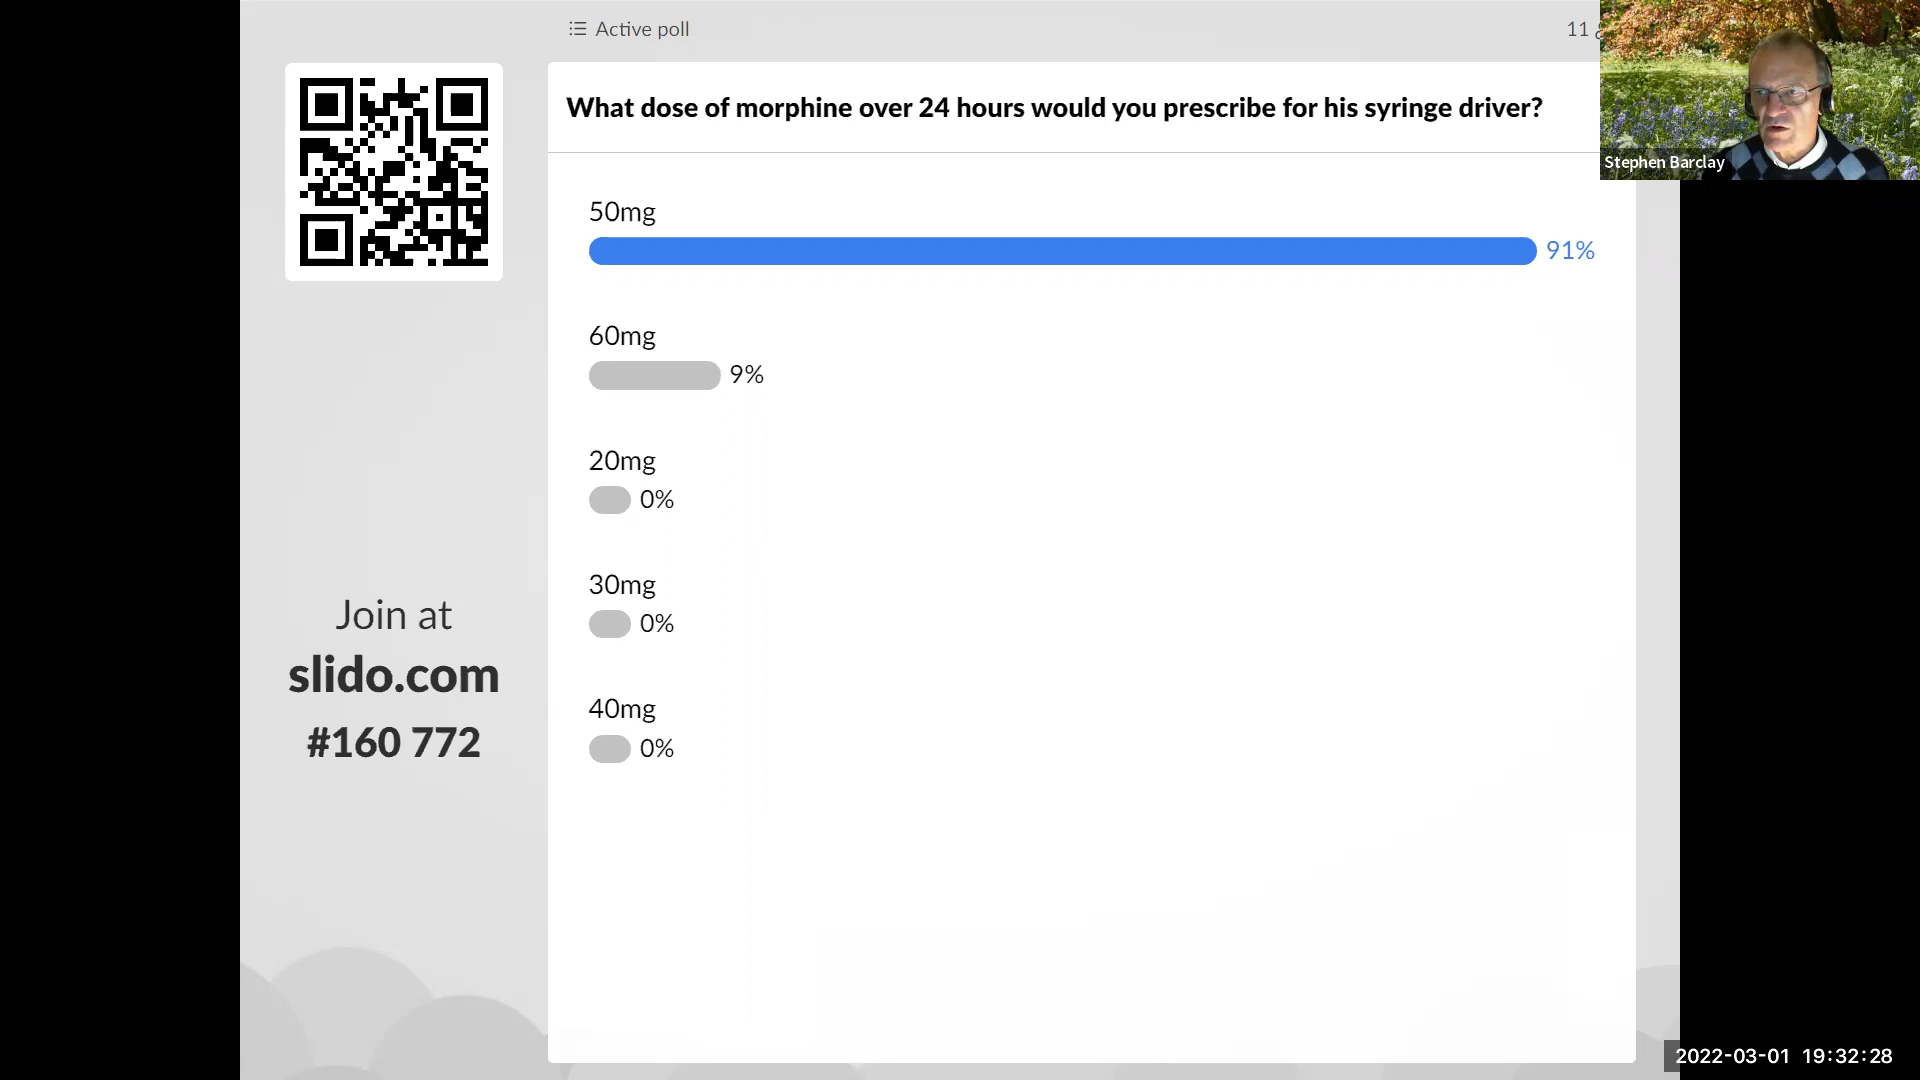 Active poll
11
What dose of morphine over 24 hours would you prescribe for his syringe driver?
Stephen Barclay
50mg
91%
60mg
9%
20mg
0%
30mg
0%
40mg
0%
Join at
slido.com
#160 772
2022-03-01 19:32:28